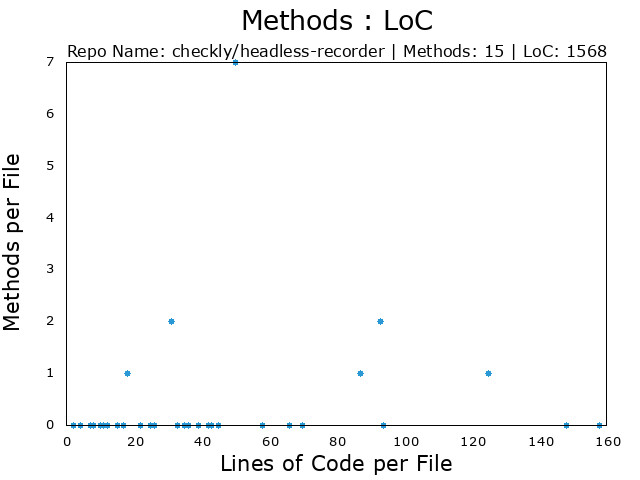 Methods : LoC
Repo Name: checkly/headless-recorder | Methods: 15 | LoC: 1568
7
6
5
4
3
2
1
0
Methods per File
0 20 40 60 80 100 120 140 160
Lines of Code per File